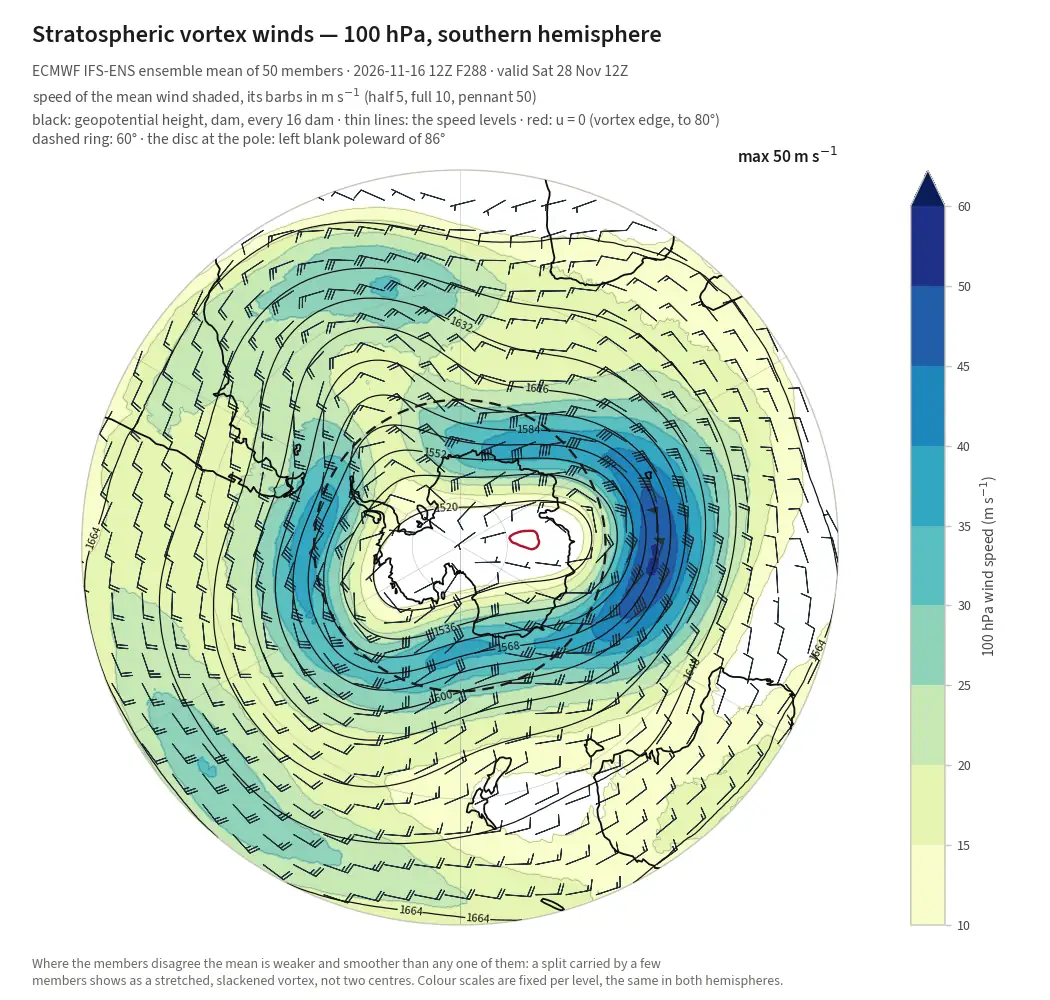 Stratospheric vortex winds — 100 hPa, southern hemisphere
ECMWF IFS-ENS ensemble mean of 50 members · 2026-11-16 12Z F288 · valid Sat 28 Nov 12Z
speed of the mean wind shaded, its barbs in m s⁻¹ (half 5, full 10, pennant 50)
black: geopotential height, dam, every 16 dam · thin lines: the speed levels · red: u = 0 (vortex edge, to 80°)
dashed ring: 60° · the disc at the pole: left blank poleward of 86°
max 50 m s⁻¹
60
50
45
40
35
30
25
20
15
10
100 hPa wind speed (m s⁻¹)
1632
1616
1584
1552
1520
1664
1536
1568
1600
1648
1664
1664
1664
Where the members disagree the mean is weaker and smoother than any one of them: a split carried by a few
members shows as a stretched, slackened vortex, not two centres. Colour scales are fixed per level, the same in both hemispheres.